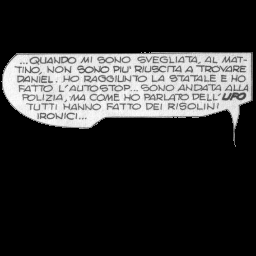 ...QUANDO MI SONO SVEGLIATA, AL MAT-
TINO, NON SONO PIU' RIUSCITA A TROVARE
DANIEL. HO RAGGIUNTO LA STATALE E HO
FATTO L'AUTOSTOP... SONO ANDATA ALLA
POLIZIA, MA COME HO PARLATO DELL'UFO
TUTTI HANNO FATTO DEI RISOLINI
IRONICI...